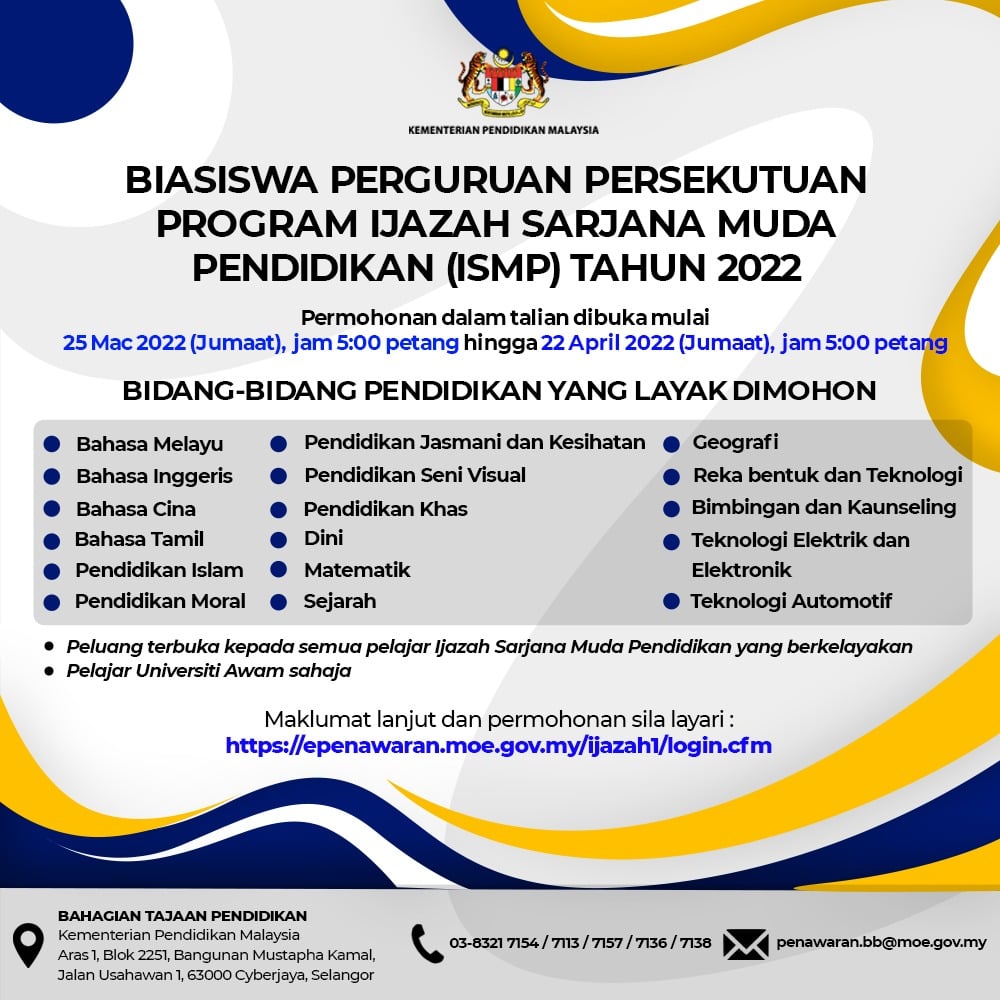 KEMENTERIAN PENDIDIKAN MALAYSIA
BIASISWA PERGURUAN PERSEKUTUAN
PROGRAM IJAZAH SARJANA MUDA
PENDIDIKAN (ISMP) TAHUN 2022
Permohonan dalam talian dibuka mulai
25 Mac 2022 (Jumaat), jam 5:00 petang hingga 22 April 2022 (Jumaat), jam 5:00 petang
BIDANG-BIDANG PENDIDIKAN YANG LAYAK DIMOHON
Bahasa Melayu
Bahasa Inggeris
Bahasa Cina
Bahasa Tamil
Pendidikan Islam
Pendidikan Moral
Pendidikan Jasmani dan Kesihatan
Pendidikan Seni Visual
Pendidikan Khas
Dini
Matematik
Sejarah
Geografi
Reka bentuk dan Teknologi
Bimbingan dan Kaunseling
Teknologi Elektrik dan
Elektronik
Teknologi Automotif
Peluang terbuka kepada semua pelajar Ijazah Sarjana Muda Pendidikan yang berkelayakan
Pelajar Universiti Awam sahaja
Maklumat lanjut dan permohonan sila layari :
https://epenawaran.moe.gov.my/ijazah1/login.cfm
BAHAGIAN TAJAAN PENDIDIKAN
Kementerian Pendidikan Malaysia
Aras 1, Blok 2251, Bangunan Mustapha Kamal,
Jalan Usahawan 1, 63000 Cyberjaya, Selangor
03-8321 7154 / 7113 / 7157 / 7136 / 7138
penawaran.bb@moe.gov.my